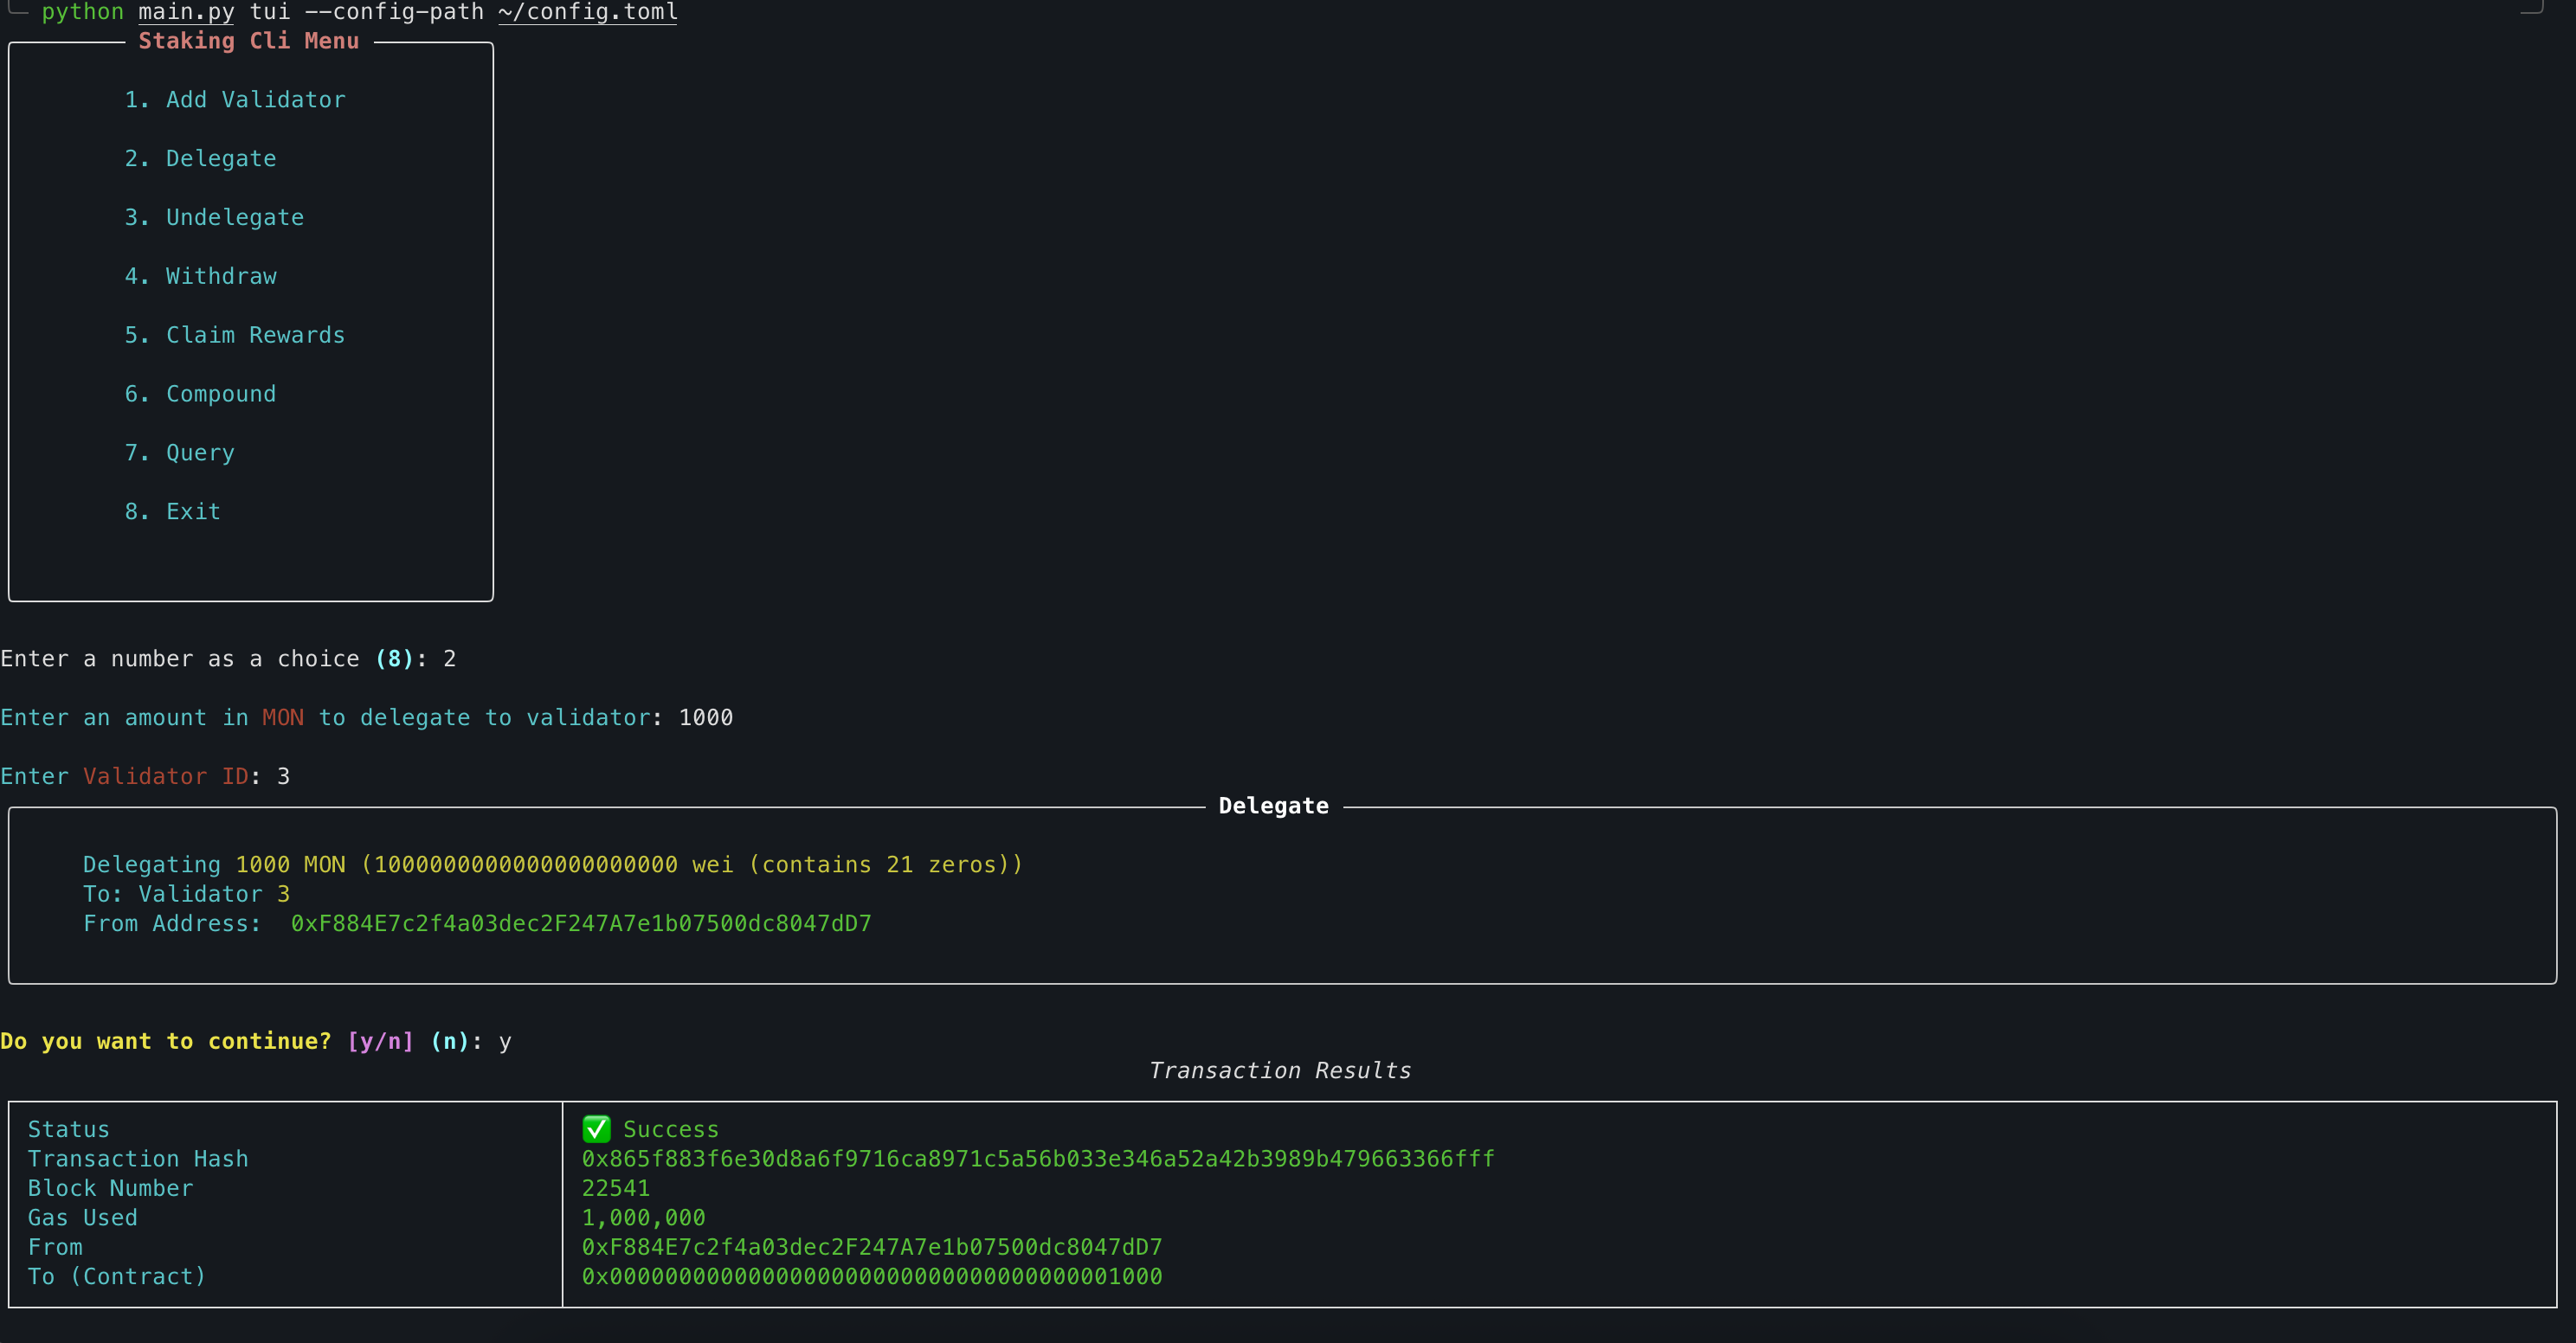 python main.py tui --config-path ~/config.toml
Staking Cli Menu
1. Add Validator
2. Delegate
3. Undelegate
4. Withdraw
5. Claim Rewards
6. Compound
7. Query
8. Exit
Enter a number as a choice (8): 2
Enter an amount in MON to delegate to validator: 1000
Enter Validator ID: 3
Delegate
Delegating 1000 MON (1000000000000000000000 wei (contains 21 zeros))
To: Validator 3
From Address: 0xF884E7c2f4a03dec2F247A7e1b07500dc8047dD7
Do you want to continue? [y/n] (n): y
Transaction Results
Status ✅ Success
Transaction Hash 0x865f883f6e30d8a6f9716ca8971c5a56b033e346a52a42b3989b479663366fff
Block Number 22541
Gas Used 1,000,000
From 0xF884E7c2f4a03dec2F247A7e1b07500dc8047dD7
To (Contract) 0x0000000000000000000000000000000000001000